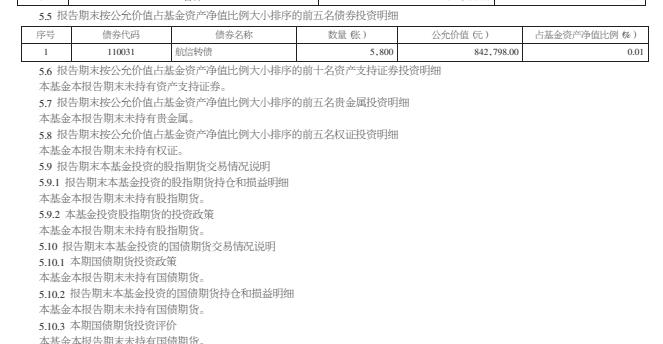 5.5 报告期末按公允价值占基金资产净值比例大小排序的前五名债券投资明细
序号 债券代码 债券名称 数量（张） 公允价值（元） 占基金资产净值比例（%）
1 110031 航信转债 5,800 842,798.00 0.01
5.6 报告期末按公允价值占基金资产净值比例大小排序的前十名资产支持证券投资明细
本基金本报告期末未持有资产支持证券。
5.7 报告期末按公允价值占基金资产净值比例大小排序的前五名贵金属投资明细
本基金本报告期末未持有贵金属。
5.8 报告期末按公允价值占基金资产净值比例大小排序的前五名权证投资明细
本基金本报告期末未持有权证。
5.9 报告期末本基金投资的股指期货交易情况说明
5.9.1 报告期末本基金投资的股指期货持仓和损益明细
本基金本报告期末未持有股指期货。
5.9.2 本基金投资股指期货的投资政策
本基金本报告期末未持有股指期货。
5.10 报告期末本基金投资的国债期货交易情况说明
5.10.1 本期国债期货投资政策
本基金本报告期末未持有国债期货。
5.10.2 报告期末本基金投资的国债期货持仓和损益明细
本基金本报告期末未持有国债期货。
5.10.3 本期国债期货投资评价
本基金本报告期末未持有国债期货。